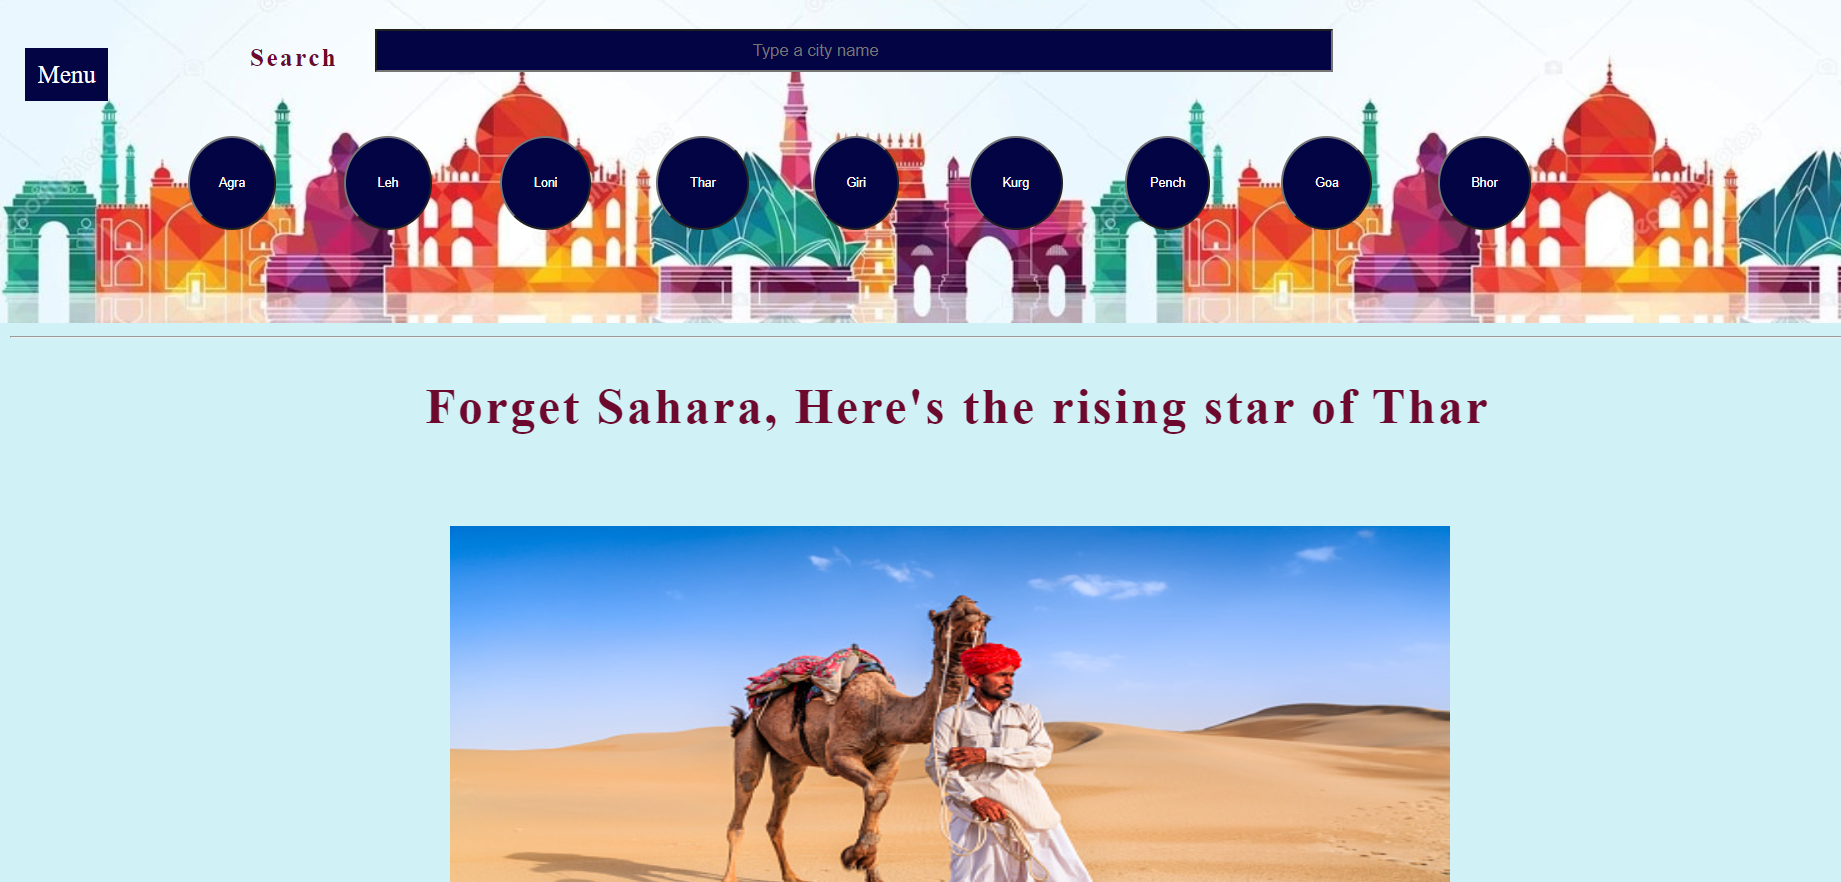 Menu
Search
Type a city name
Agra
Leh
Loni
Thar
Giri
Kurg
Pench
Goa
Bhor
Forget Sahara, Here's the rising star of Thar